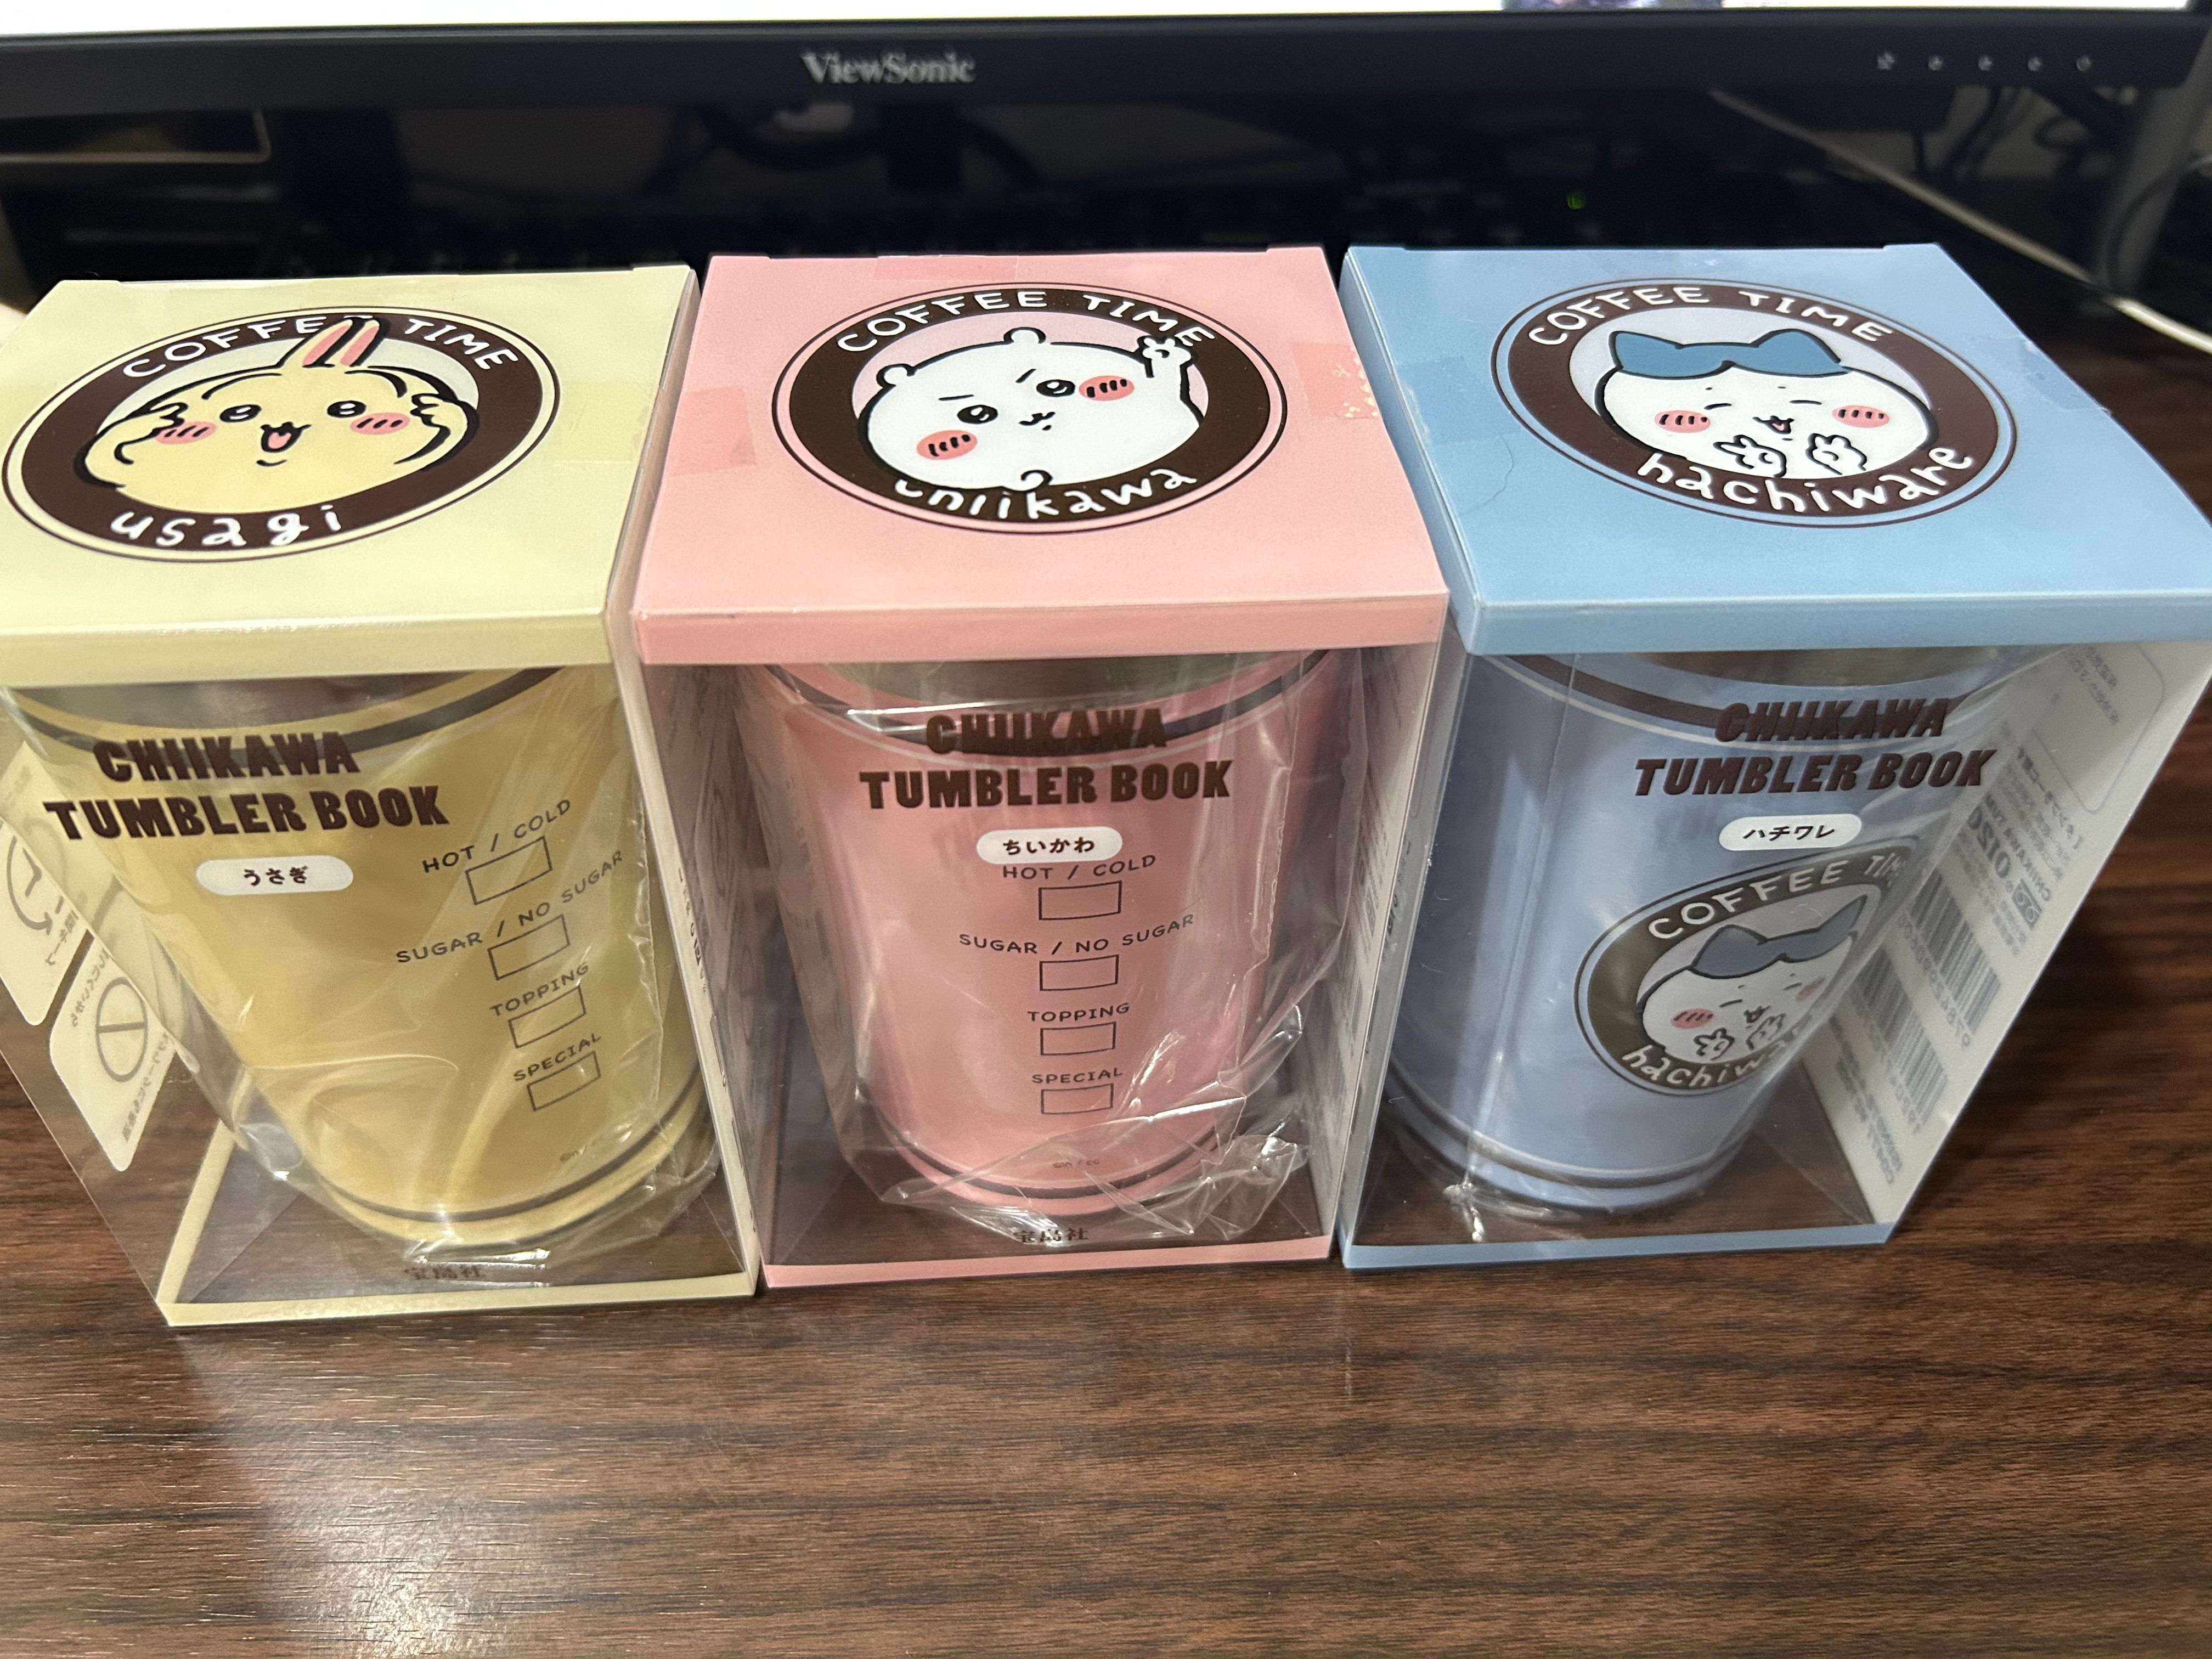 ViewSonic
COFFEE TIME
usagi
COFFEE TIME
chiikawa
COFFEE TIME
hachiware
CHIIKAWA
TUMBLER BOOK
うさぎ
HOT / COLD
SUGAR / NO SUGAR
TOPPING
SPECIAL
宝島社
CHIIKAWA
TUMBLER BOOK
ちいかわ
HOT / COLD
SUGAR / NO SUGAR
TOPPING
SPECIAL
宝島社
CHIIKAWA
TUMBLER BOOK
ハチワレ
COFFEE TIME
hachiwa